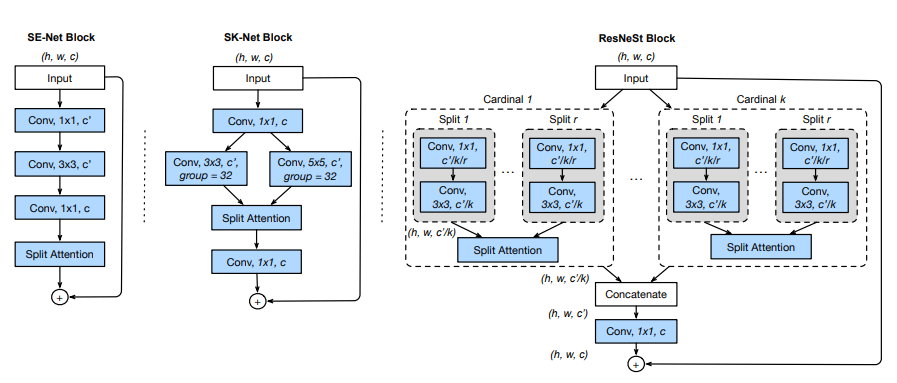 SE-Net Block
(h, w, c)
Input
Conv, 1x1, c'
Conv, 3x3, c'
Conv, 1x1, c
Split Attention
+
SK-Net Block
(h, w, c)
Input
Conv, 1x1, c
Conv, 3x3, c',
group = 32
Conv, 5x5, c',
group = 32
Split Attention
Conv, 1x1, c
+
ResNeSt Block
(h, w, c)
Input
Cardinal 1
Split 1
Conv, 1x1,
c'/k/r
Conv,
3x3, c'/k
...
Split r
Conv, 1x1,
c'/k/r
Conv,
3x3, c'/k
(h, w, c'/k)
Split Attention
...
Cardinal k
Split 1
Conv, 1x1,
c'/k/r
Conv,
3x3, c'/k
...
Split r
Conv, 1x1,
c'/k/r
Conv,
3x3, c'/k
Split Attention
(h, w, c'/k)
Concatenate
(h, w, c')
Conv, 1x1, c
(h, w, c)
+